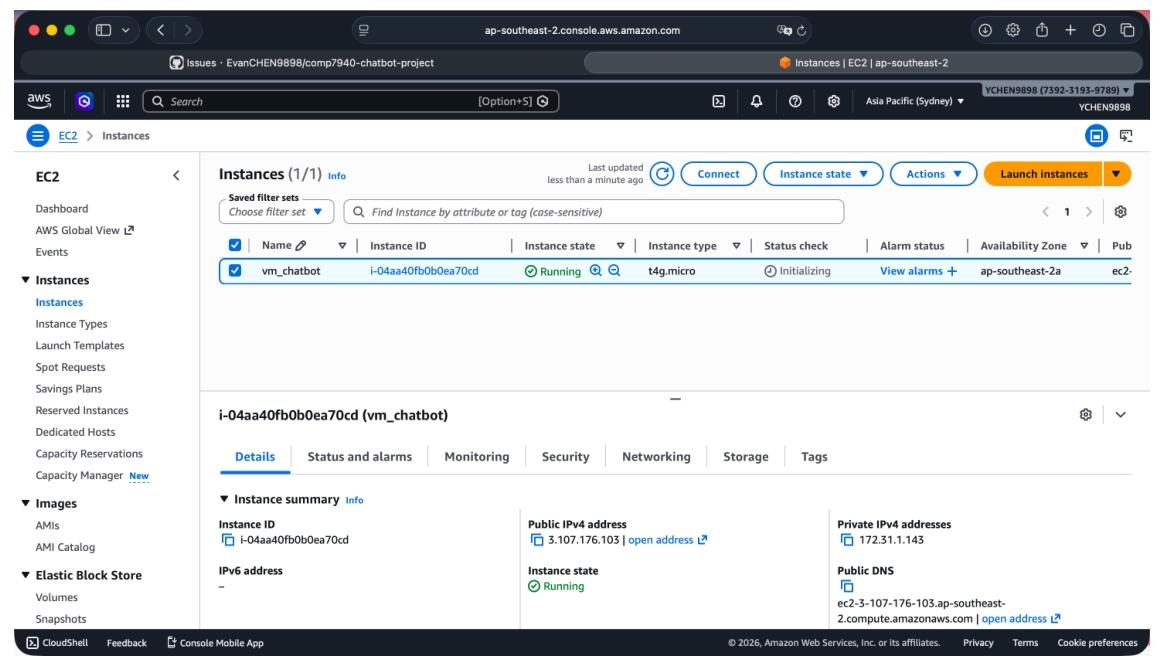 ap-southeast-2.console.aws.amazon.com
Issues · EvanCHEN9898/comp7940-chatbot-project
Instances | EC2 | ap-southeast-2
aws
Search
[Option+S]
Asia Pacific (Sydney)
YCHEN9898 (7392-3193-9789)
YCHEN9898
EC2 > Instances
EC2
Dashboard
AWS Global View
Events
Instances
Instances
Instance Types
Launch Templates
Spot Requests
Savings Plans
Reserved Instances
Dedicated Hosts
Capacity Reservations
Capacity Manager New
Images
AMIs
AMI Catalog
Elastic Block Store
Volumes
Snapshots
Instances (1/1) Info
Last updated
less than a minute ago
Connect
Instance state
Actions
Launch instances
Saved filter sets
Choose filter set
Find Instance by attribute or tag (case-sensitive)
1
Name Instance ID Instance state Instance type Status check Alarm status Availability Zone Pub
vm_chatbot i-04aa40fb0b0ea70cd Running t4g.micro Initializing View alarms + ap-southeast-2a ec2-
i-04aa40fb0b0ea70cd (vm_chatbot)
Details Status and alarms Monitoring Security Networking Storage Tags
Instance summary Info
Instance ID
i-04aa40fb0b0ea70cd
Public IPv4 address
3.107.176.103 | open address
Private IPv4 addresses
172.31.1.143
IPv6 address
–
Instance state
Running
Public DNS
ec2-3-107-176-103.ap-southeast-
2.compute.amazonaws.com | open address
CloudShell Feedback Console Mobile App
© 2026, Amazon Web Services, Inc. or its affiliates. Privacy Terms Cookie preferences